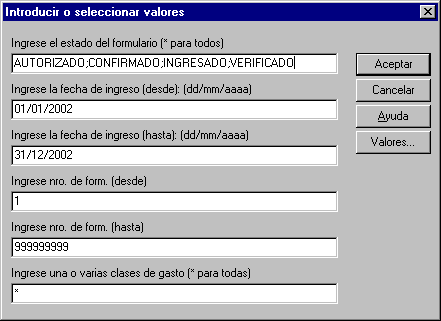 Introducir o seleccionar valores
Ingrese el estado del formulario (* para todos)
AUTORIZADO;CONFIRMADO;INGRESADO;VERIFICADO
Aceptar
Ingrese la fecha de ingreso (desde): (dd/mm/aaaa)
Cancelar
01/01/2002
Ayuda
Ingrese la fecha de ingreso (hasta): (dd/mm/aaaa)
Valores...
31/12/2002
Ingrese nro. de form. (desde)
1
Ingrese nro. de form. (hasta)
999999999
Ingrese una o varias clases de gasto (* para todas)
*